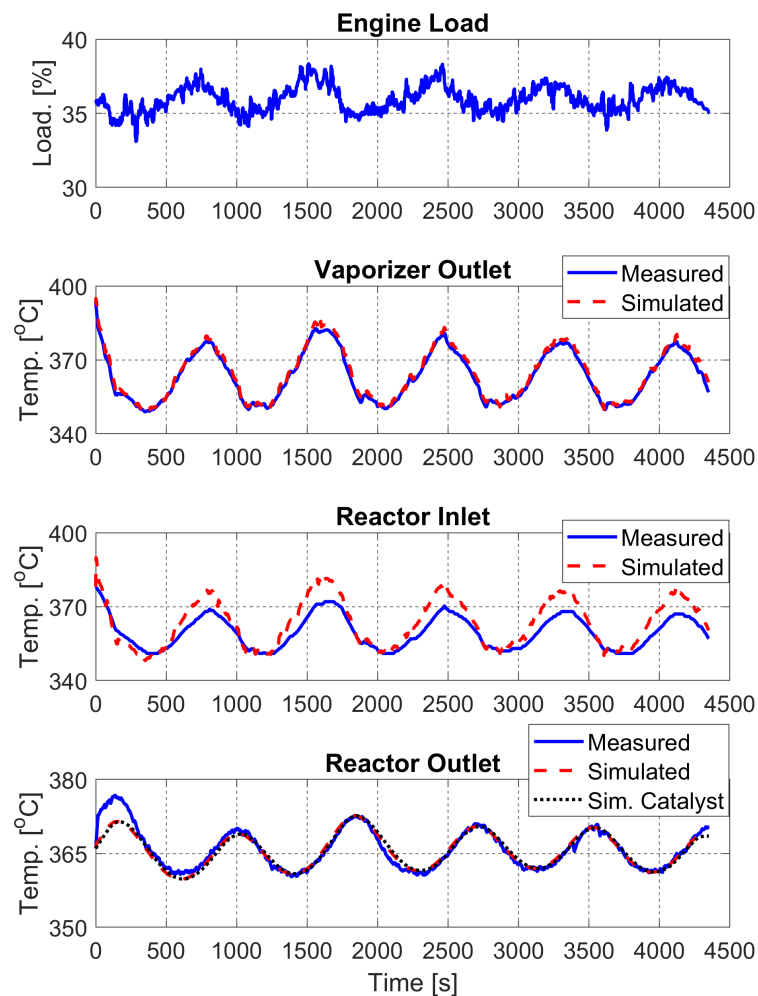 Engine Load
Load. [%]
40
35
30
0 500 1000 1500 2000 2500 3000 3500 4000 4500
Vaporizer Outlet
Measured
Simulated
Temp. [°C]
400
370
340
0 500 1000 1500 2000 2500 3000 3500 4000 4500
Reactor Inlet
Measured
Simulated
Temp. [°C]
400
370
340
0 500 1000 1500 2000 2500 3000 3500 4000 4500
Reactor Outlet
Measured
Simulated
Sim. Catalyst
Temp. [°C]
380
365
350
0 500 1000 1500 2000 2500 3000 3500 4000 4500
Time [s]